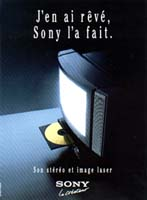 J'en ai rêvé,
Sony l'a fait.
Son stéréo et image laser
SONY